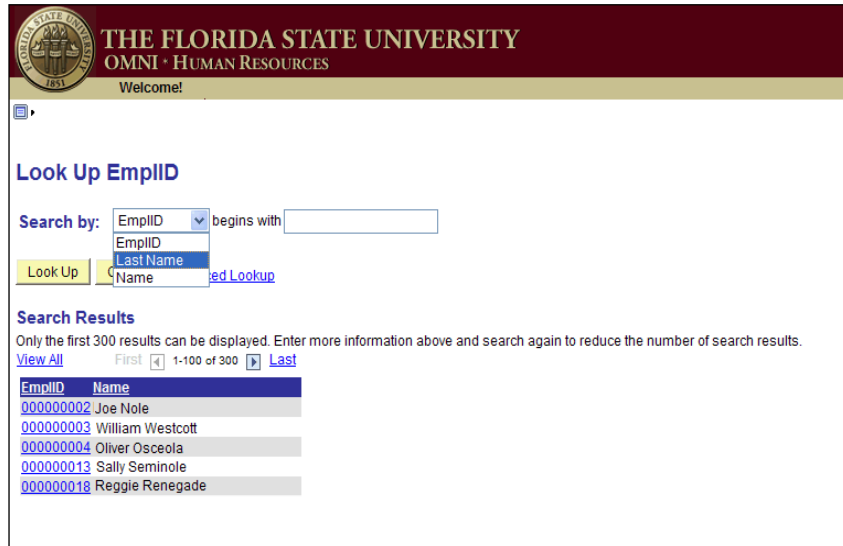 THE FLORIDA STATE UNIVERSITY
OMNI * HUMAN RESOURCES
1851
Welcome!
Look Up EmplID
Search by: EmplID begins with
EmplID
Last Name
Name
Look Up ed Lookup
Search Results
Only the first 300 results can be displayed. Enter more information above and search again to reduce the number of search results.
View All First 1-100 of 300 Last
EmplID Name
000000002 Joe Nole
000000003 William Westcott
000000004 Oliver Osceola
000000013 Sally Seminole
000000018 Reggie Renegade